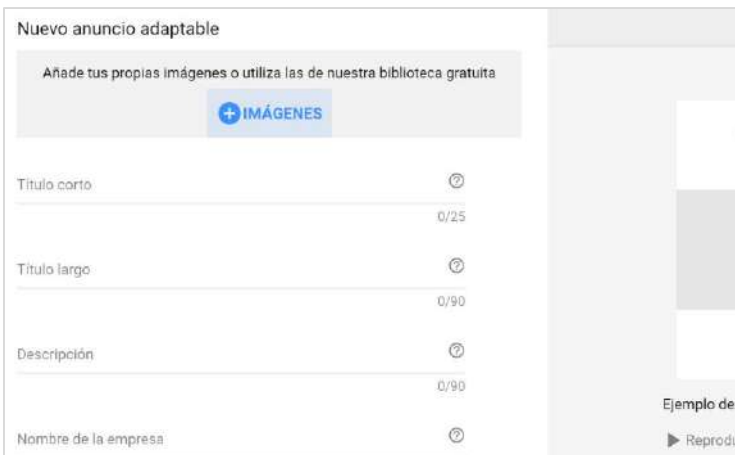 Nuevo anuncio adaptable
Añade tus propias imágenes o utiliza las de nuestra biblioteca gratuita
IMÁGENES
Título corto
0/25
Título largo
0/90
Descripción
0/90
Nombre de la empresa
Ejemplo de
Reprodu